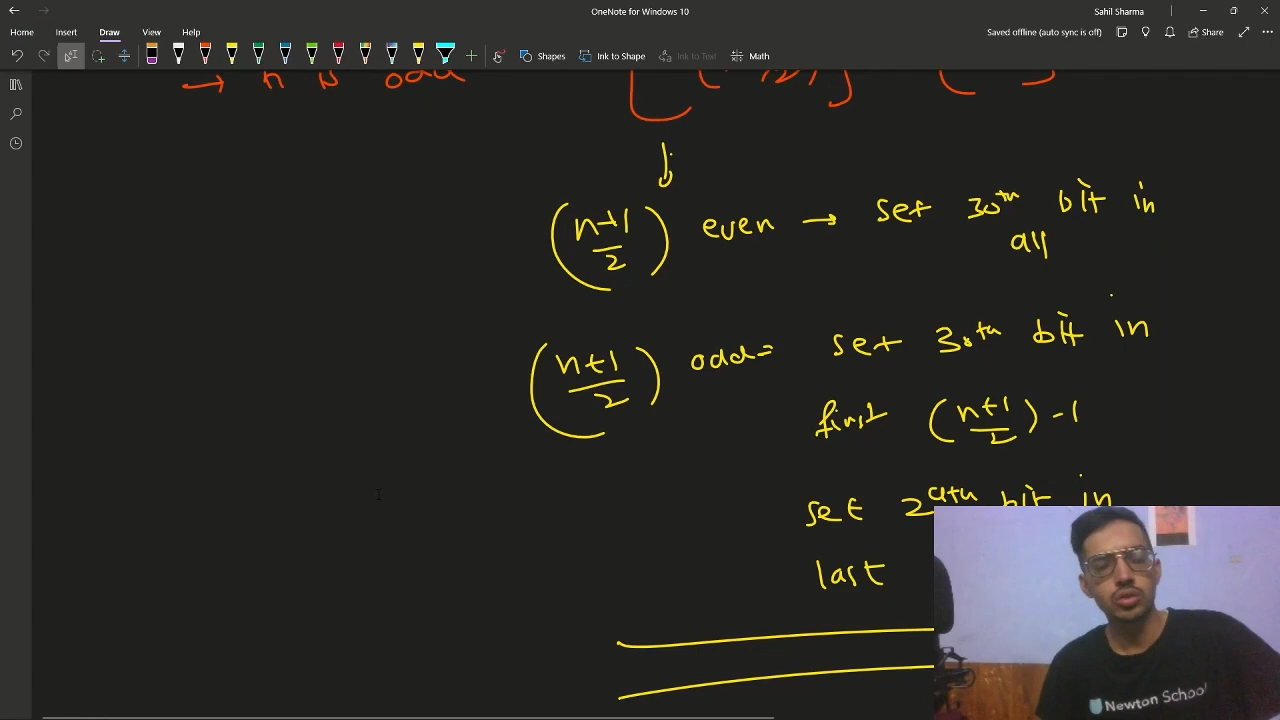 OneNote for Windows 10
Sahil Sharma
Home Insert Draw View Help
Saved offline (auto sync is off)
Share
Shapes Ink to Shape Ink to Text Math
→ n is odd
(n+1/2) even → set 30th bit in
all
(n+1/2) odd = set 30th bit in
first (n+1/2) -1
set 29th bit in
last
Newton School